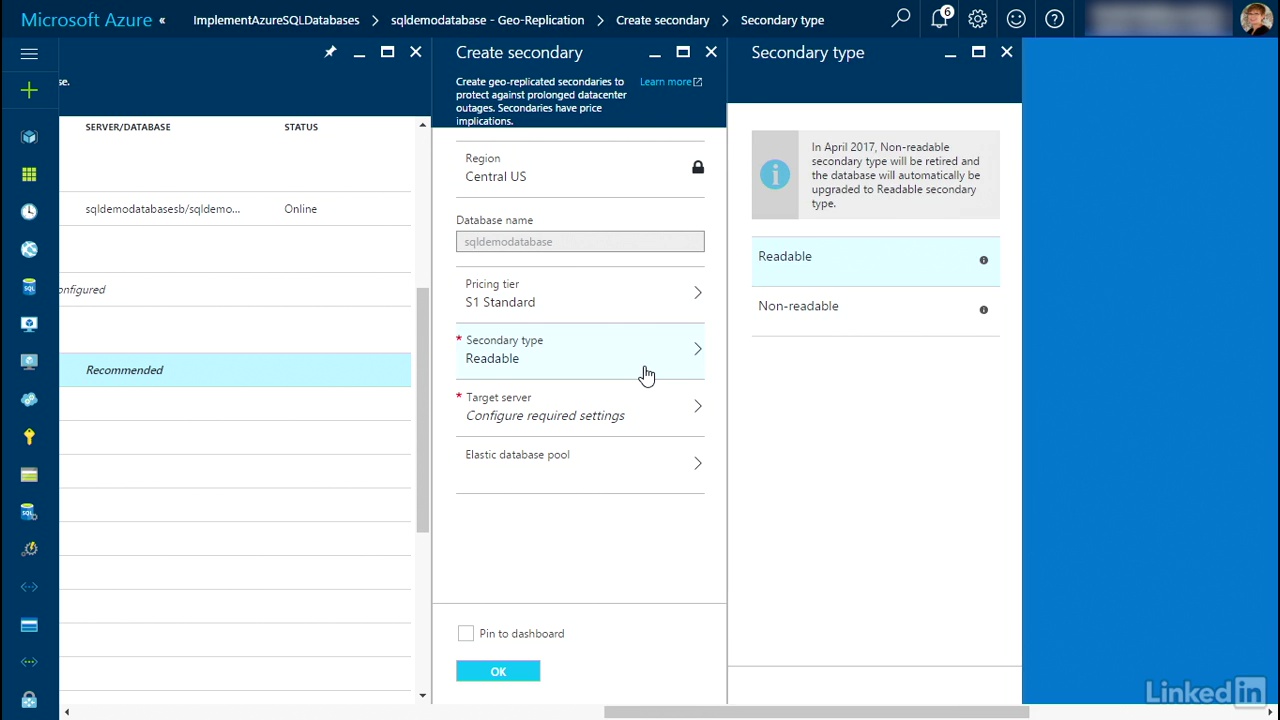 Microsoft Azure «
ImplementAzureSQLDatabases > sqldemodatabase - Geo-Replication > Create secondary > Secondary type
6
se.
SERVER/DATABASE STATUS
sqldemodatabasesb/sqldemo... Online
onfigured
Recommended
Create secondary
Create geo-replicated secondaries to
protect against prolonged datacenter
outages. Secondaries have price
implications.
Learn more
Region
Central US
Database name
sqldemodatabase
Pricing tier
S1 Standard
* Secondary type
Readable
* Target server
Configure required settings
Elastic database pool
Pin to dashboard
OK
Secondary type
In April 2017, Non-readable
secondary type will be retired and
the database will automatically be
upgraded to Readable secondary
type.
Readable
Non-readable
LinkedIn